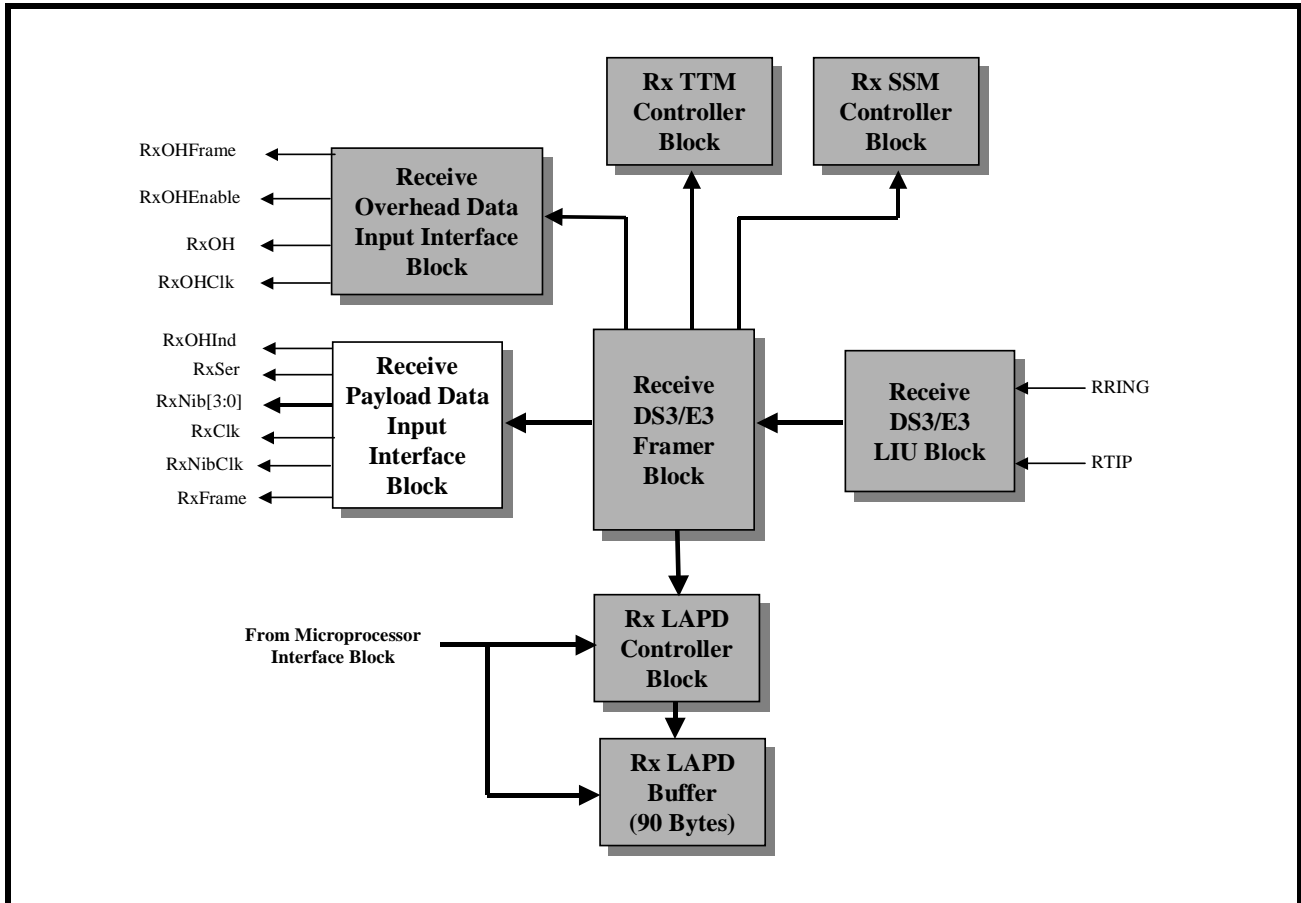 Rx TTM
Controller
Block
Rx SSM
Controller
Block
RxOHFrame
RxOHEnable
RxOH
RxOHClk
Receive
Overhead Data
Input Interface
Block
RxOHInd
RxSer
RxNib[3:0]
RxClk
RxNibClk
RxFrame
Receive
Payload Data
Input
Interface
Block
Receive
DS3/E3
Framer
Block
Receive
DS3/E3
LIU Block
RRING
RTIP
From Microprocessor
Interface Block
Rx LAPD
Controller
Block
Rx LAPD
Buffer
(90 Bytes)